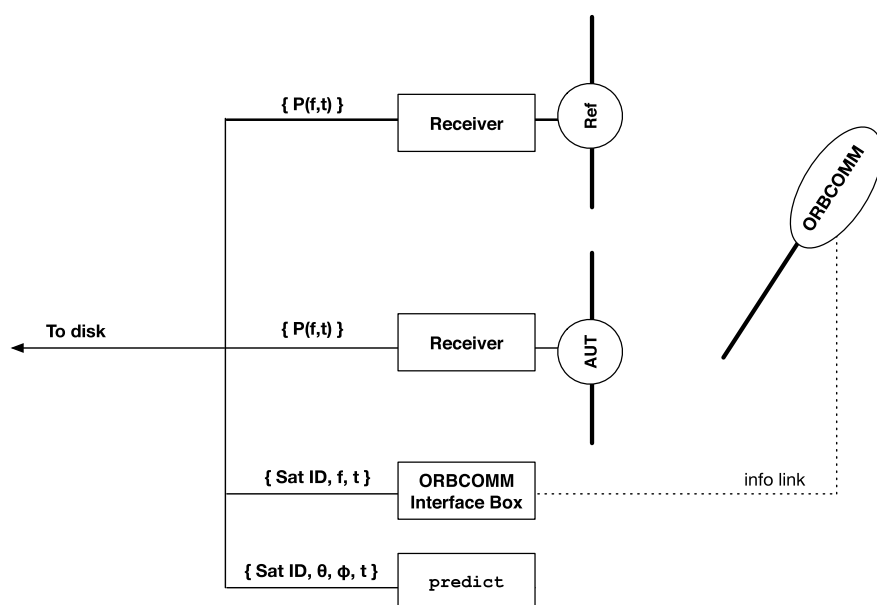 { P(f,t) }
Receiver
Ref
ORBCOMM
To disk
{ P(f,t) }
Receiver
AUT
{ Sat ID, f, t }
ORBCOMM
Interface Box
info link
{ Sat ID, θ, ϕ, t }
predict